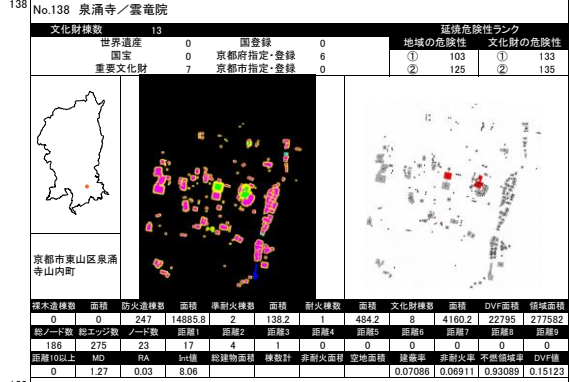 138
No.138 泉涌寺／雲竜院
文化財棟数 13 延焼危険性ランク
世界遺産 0 国登録 0 地域の危険性 文化財の危険性
国宝 0 京都府指定・登録 6 ① 103 ① 133
重要文化財 7 京都市指定・登録 0 ② 125 ② 135
京都市東山区泉涌
寺山内町
裸木造棟数 面積 防火造棟数 面積 準耐火棟数 面積 耐火棟数 面積 文化財棟数 面積 DVF面積 領域面積
0 0 247 14885.8 2 138.2 1 484.2 8 4160.2 22795 277582
総ノード数 総エッジ数 ノード数 距離1 距離2 距離3 距離4 距離5 距離6 距離7 距離8 距離9
186 275 23 17 4 1 0 0 0 0 0 0
距離10以上 MD RA Int値 総建物面積 棟数計 非耐火面積 空地面積 建蔽率 非耐火率 不燃領域率 DVF値
0 1.27 0.03 8.06 0.07086 0.06911 0.93089 0.15123